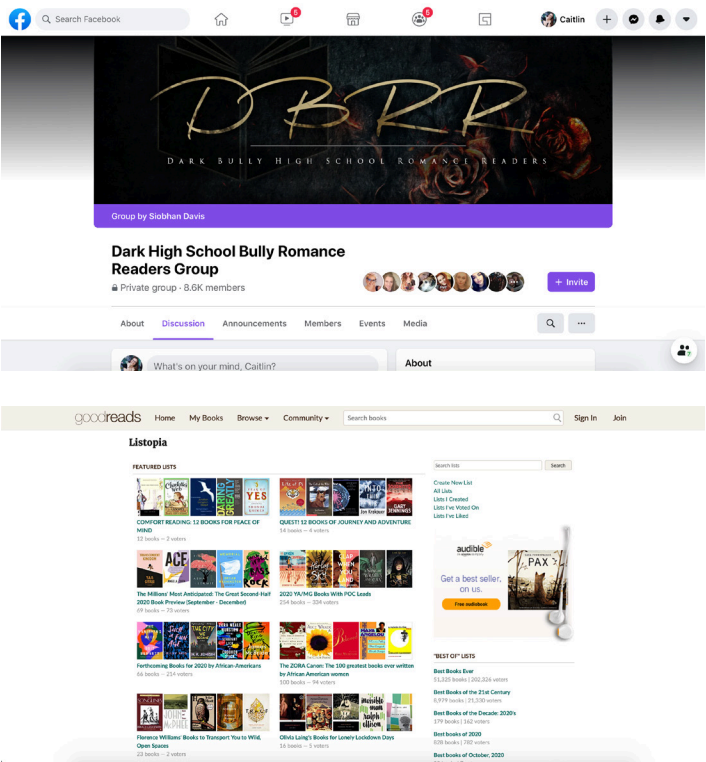 Search Facebook
5
5
Caitlin
DBRR
DARK BULLY HIGH SCHOOL ROMANCE READERS
Group by Siobhan Davis
Dark High School Bully Romance
Readers Group
Private group · 8.6K members
+ Invite
About Discussion Announcements Members Events Media
What's on your mind, Caitlin?
About
goodreads Home My Books Browse Community Search books Sign In Join
Listopia
FEATURED LISTS
COMFORT READING: 12 BOOKS FOR PEACE OF
MIND
12 books — 2 voters
QUEST! 12 BOOKS OF JOURNEY AND ADVENTURE
14 books — 4 voters
The Millions' Most Anticipated: The Great Second-Half
2020 Book Preview (September - December)
69 books — 73 voters
2020 YA/MG Books With POC Leads
254 books — 334 voters
Forthcoming Books for 2020 by African-Americans
66 books — 214 voters
The ZORA Canon: The 100 greatest books ever written
by African American women
100 books — 94 voters
Florence Williams' Books to Transport You to Wild,
Open Spaces
23 books — 2 voters
Olivia Laing's Books for Lonely Lockdown Days
16 books — 5 voters
Search lists Search
Create New List
All Lists
Lists I Created
Lists I've Voted On
Lists I've Liked
audible
Get a best seller,
on us.
Free audiobook
PAX
"BEST OF" LISTS
Best Books Ever
Best Books of the 21st Century
Best Books of the Decade: 2020's
179 books | 162 voters
Best books of 2020
Best books of October, 2020